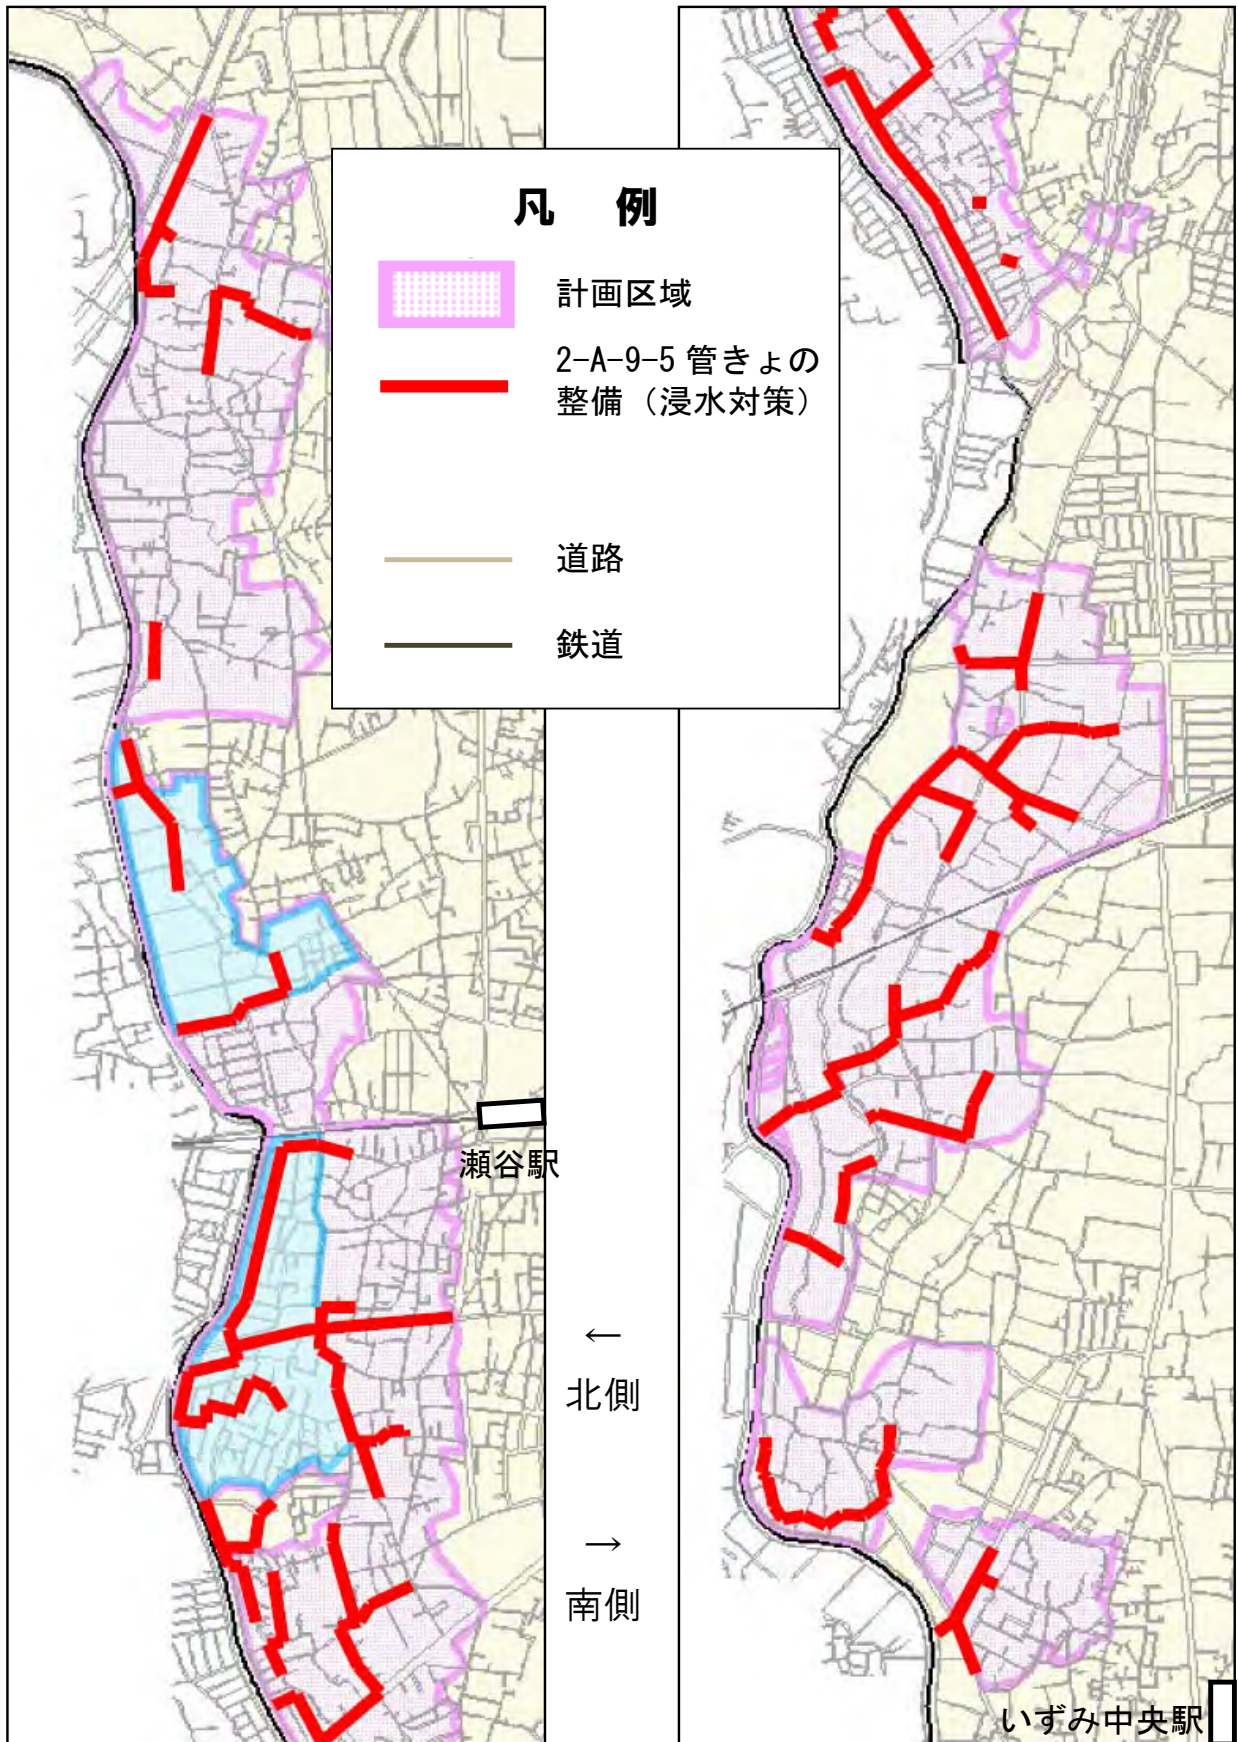 凡 例
計画区域
2-A-9-5 管きょの
整備（浸水対策）
道路
鉄道
瀬谷駅
←
北側
→
南側
いずみ中央駅